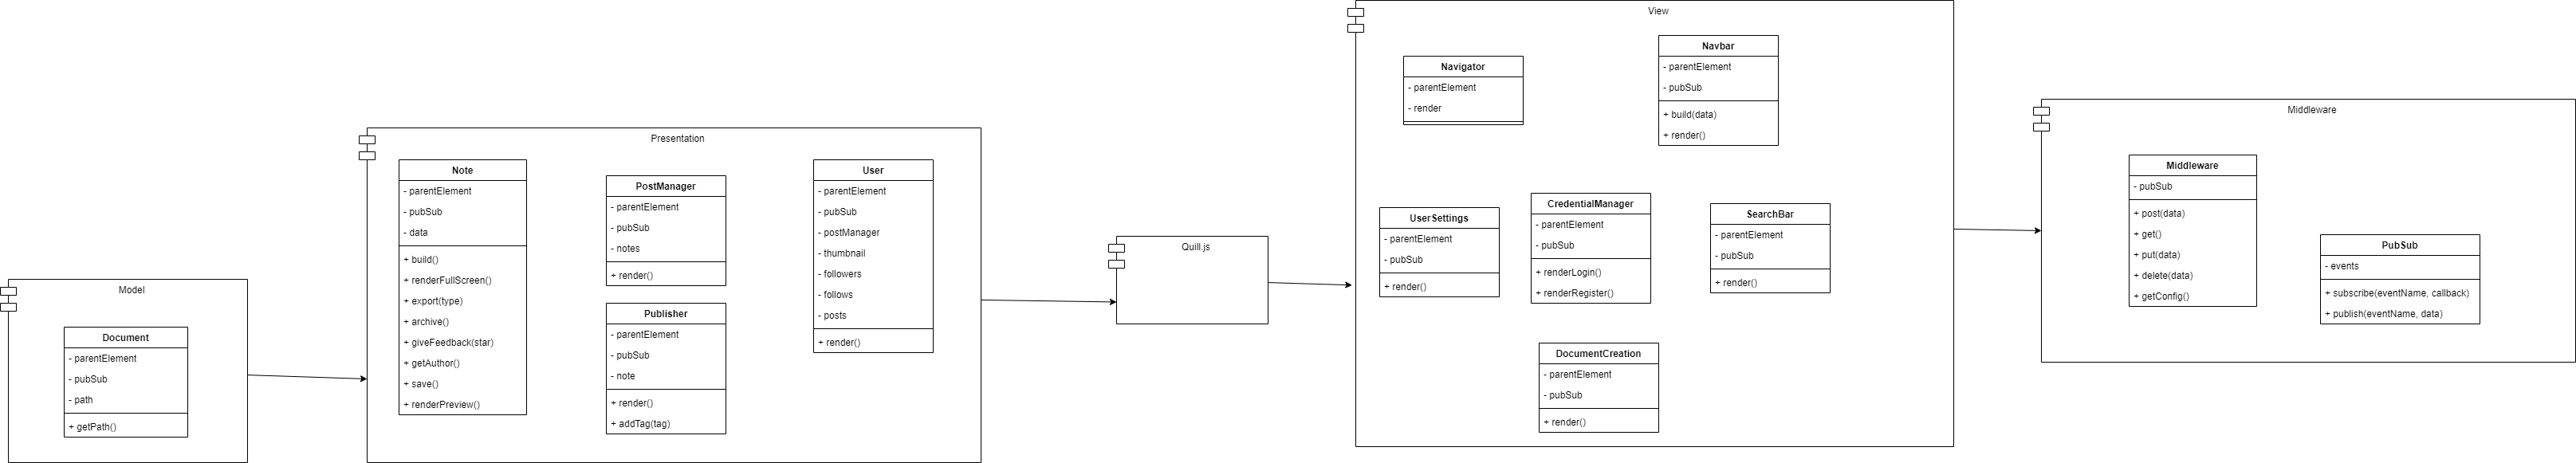 Model
Document
- parentElement
- pubSub
- path
+ getPath()
Presentation
Note
- parentElement
- pubSub
- data
+ build()
+ renderFullScreen()
+ export(type)
+ archive()
+ giveFeedback(star)
+ getAuthor()
+ save()
+ renderPreview()
PostManager
- parentElement
- pubSub
- notes
+ render()
Publisher
- parentElement
- pubSub
- note
+ render()
+ addTag(tag)
User
- parentElement
- pubSub
- postManager
- thumbnail
- followers
- follows
- posts
+ render()
Quill.js
View
Navigator
- parentElement
- render
Navbar
- parentElement
- pubSub
+ build(data)
+ render()
UserSettings
- parentElement
- pubSub
+ render()
CredentialManager
- parentElement
- pubSub
+ renderLogin()
+ renderRegister()
SearchBar
- parentElement
- pubSub
+ render()
DocumentCreation
- parentElement
- pubSub
+ render()
Middleware
Middleware
- pubSub
+ post(data)
+ get()
+ put(data)
+ delete(data)
+ getConfig()
PubSub
- events
+ subscribe(eventName, callback)
+ publish(eventName, data)